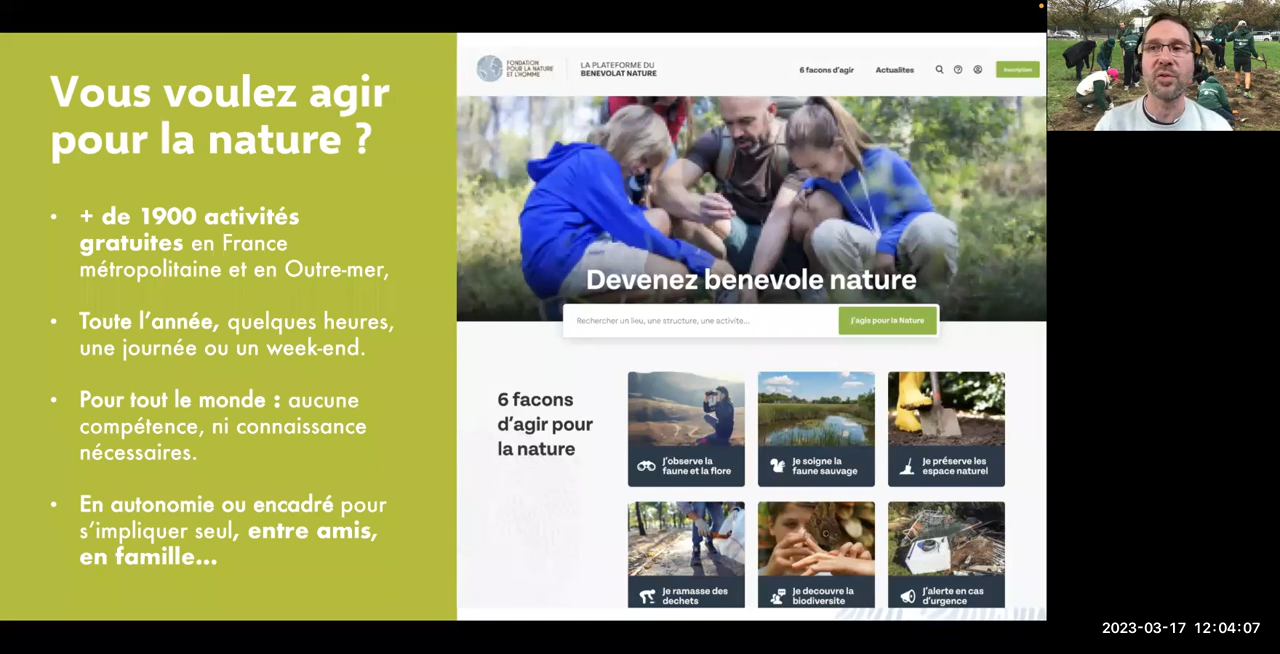 Vous voulez agir
pour la nature ?
• + de 1900 activités
gratuites en France
métropolitaine et en Outre-mer,
• Toute l'année, quelques heures,
une journée ou un week-end.
• Pour tout le monde : aucune
compétence, ni connaissance
nécessaires.
• En autonomie ou encadré pour
s'impliquer seul, entre amis,
en famille...
FONDATION
POUR LA NATURE
ET L'HOMME
LA PLATEFORME DU
BENEVOLAT NATURE
6 facons d'agir
Actualites
Inscription
Devenez benevole nature
Rechercher un lieu, une structure, une activite...
J'agis pour la Nature
6 facons
d'agir pour
la nature
J'observe la
faune et la flore
Je soigne la
faune sauvage
Je préserve les
espace naturel
Je ramasse des
dechets
Je decouvre la
biodiversite
J'alerte en cas
d'urgence
2023-03-17 12:04:07